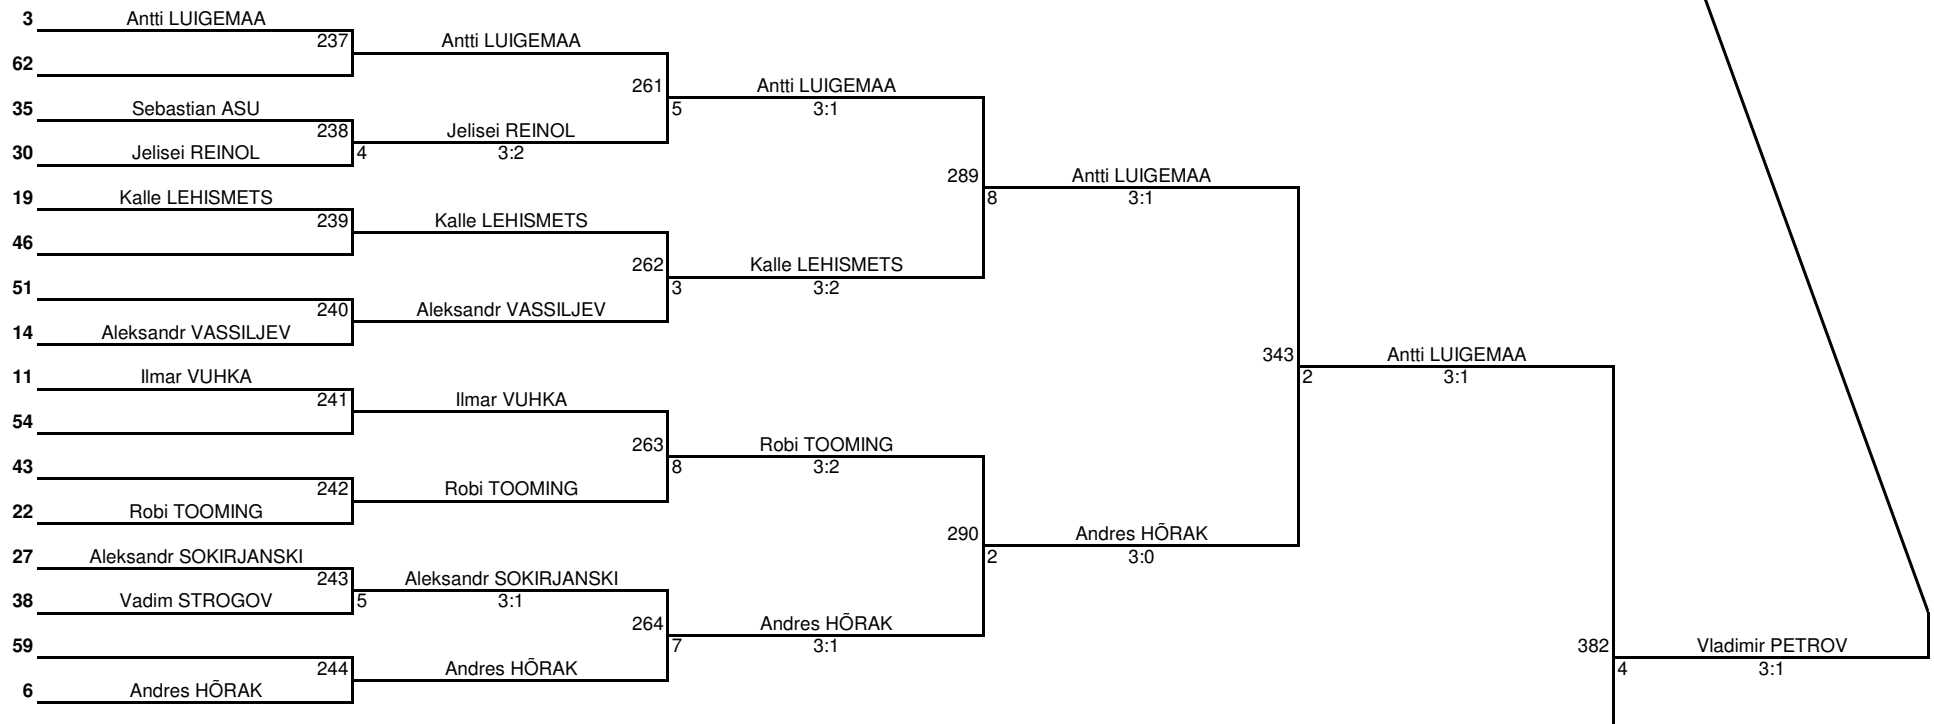 3 Antti LUIGEMAA
237 Antti LUIGEMAA
62
261 Antti LUIGEMAA
35 Sebastian ASU
5 3:1
238 Jelisei REINOL
30 Jelisei REINOL
4 3:2
289 Antti LUIGEMAA
19 Kalle LEHISMETS
8 3:1
239 Kalle LEHISMETS
46
262 Kalle LEHISMETS
51
3 3:2
240 Aleksandr VASSILJEV
14 Aleksandr VASSILJEV
343 Antti LUIGEMAA
11 Ilmar VUHKA
2 3:1
241 Ilmar VUHKA
54
263 Robi TOOMING
43
8 3:2
242 Robi TOOMING
22 Robi TOOMING
290 Andres HÕRAK
27 Aleksandr SOKIRJANSKI
2 3:0
243 Aleksandr SOKIRJANSKI
38 Vadim STROGOV
5 3:1
264 Andres HÕRAK
59
7 3:1
382 Vladimir PETROV
244 Andres HÕRAK
4 3:1
6 Andres HÕRAK